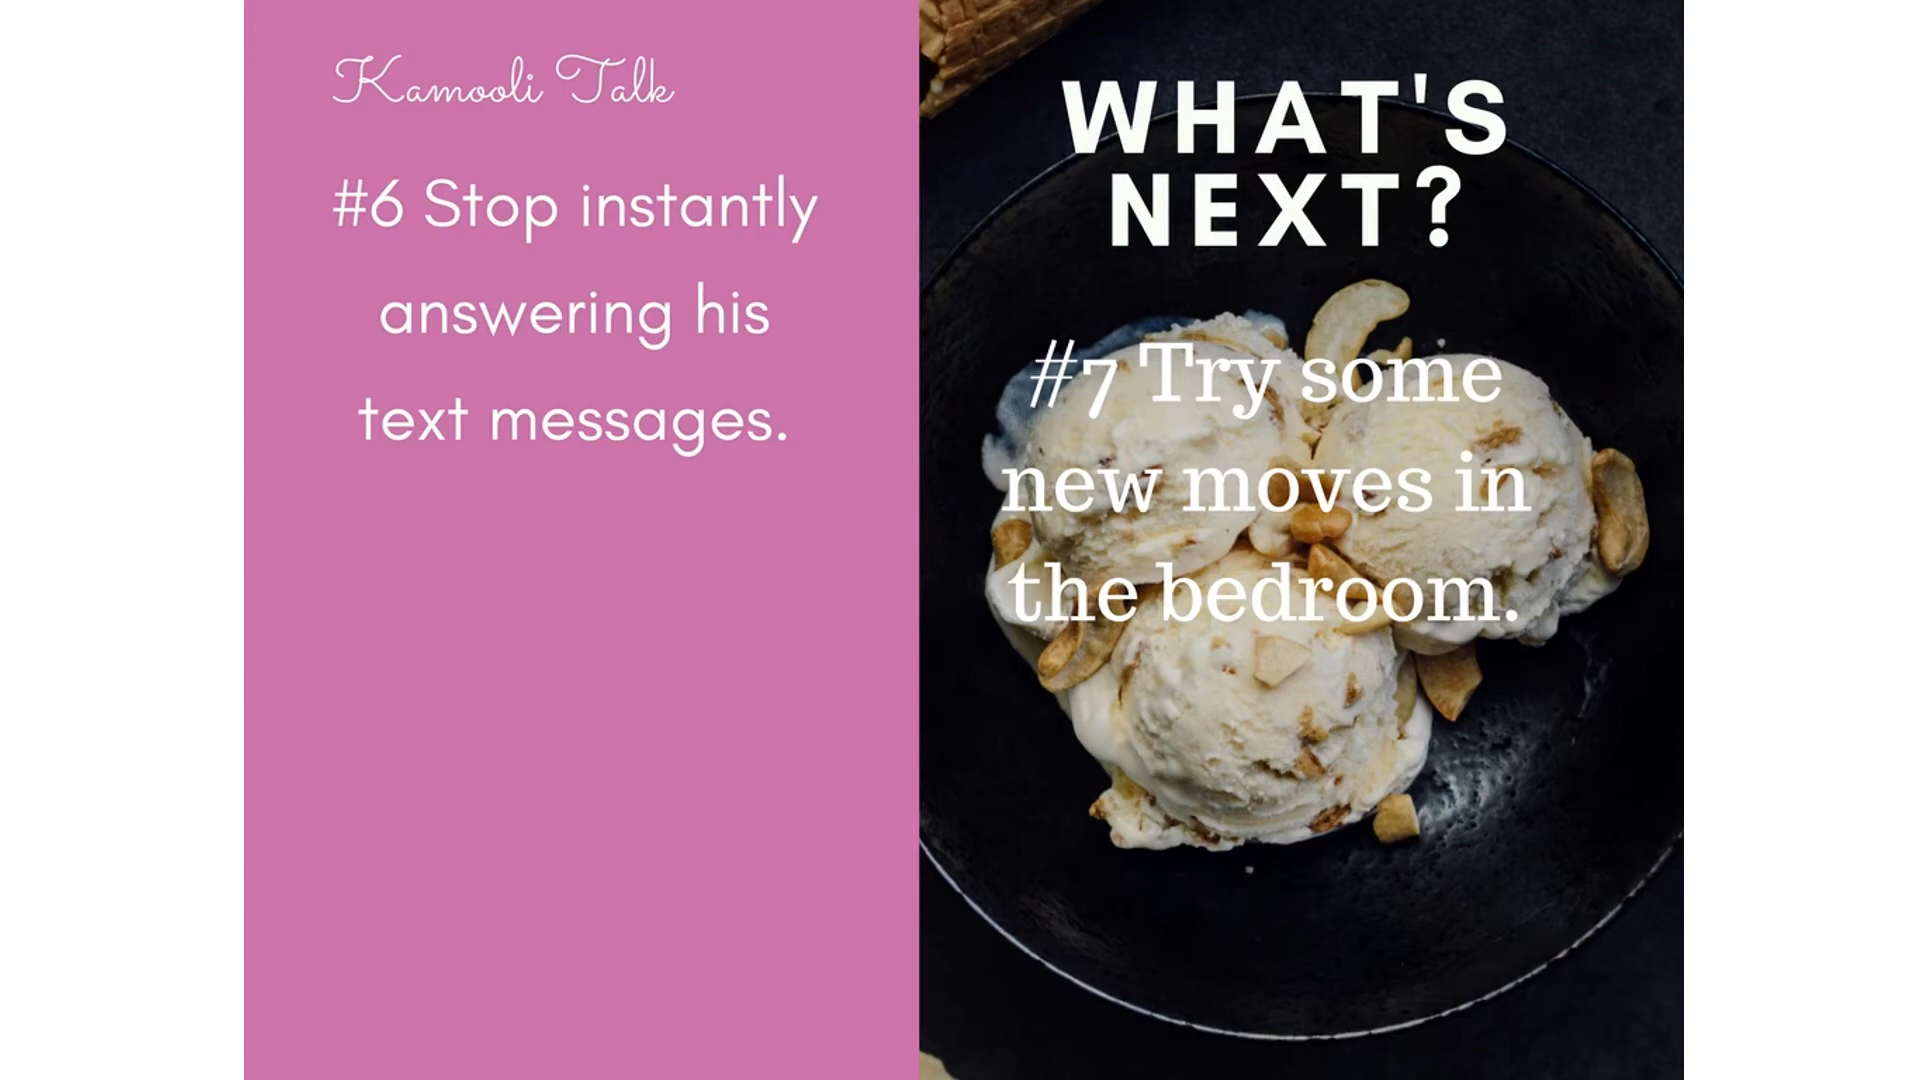 Kamooli Talk
#6 Stop instantly
answering his
text messages.
WHAT'S
NEXT?
#7 Try some
new moves in
the bedroom.